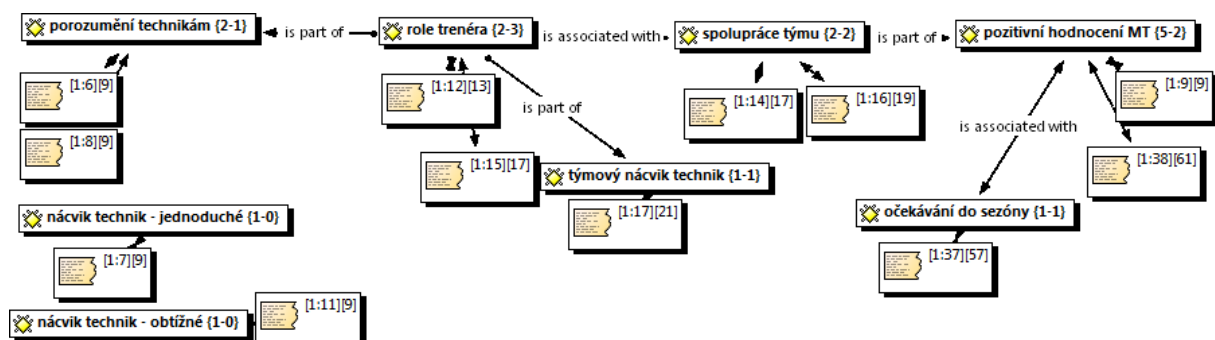 porozumění technikám {2-1}
is part of
role trenéra {2-3}
is associated with
spolupráce týmu {2-2}
is part of
pozitivní hodnocení MT {5-2}
[1:6][9]
[1:12][13]
[1:14][17]
[1:16][19]
[1:9][9]
is part of
is associated with
[1:8][9]
[1:15][17]
[1:38][61]
týmový nácvik technik {1-1}
[1:17][21]
nácvik technik - jednoduché {1-0}
očekávání do sezóny {1-1}
[1:7][9]
[1:37][57]
[1:11][9]
nácvik technik - obtížné {1-0}